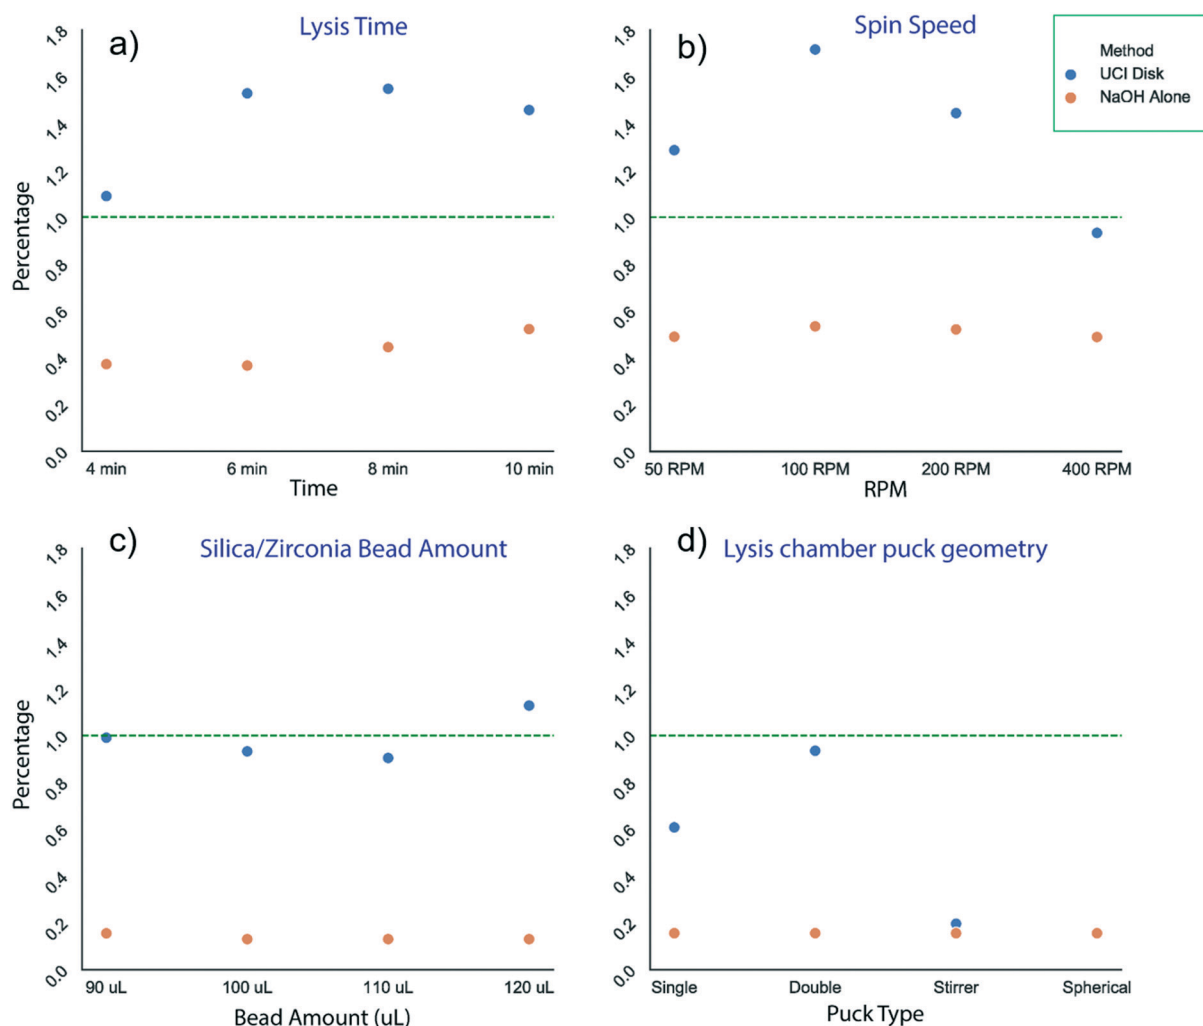 a)
Lysis Time
1.8
1.6
1.4
1.2
1.0
0.8
0.6
0.4
0.2
0.0
Percentage
4 min 6 min 8 min 10 min
Time
b)
Spin Speed
1.8
1.6
1.4
1.2
1.0
0.8
0.6
0.4
0.2
0.0
50 RPM 100 RPM 200 RPM 400 RPM
RPM
Method
UCI Disk
NaOH Alone
c)
Silica/Zirconia Bead Amount
1.8
1.6
1.4
1.2
1.0
0.8
0.6
0.4
0.2
0.0
Percentage
90 uL 100 uL 110 uL 120 uL
Bead Amount (uL)
d)
Lysis chamber puck geometry
1.8
1.6
1.4
1.2
1.0
0.8
0.6
0.4
0.2
0.0
Single Double Stirrer Spherical
Puck Type